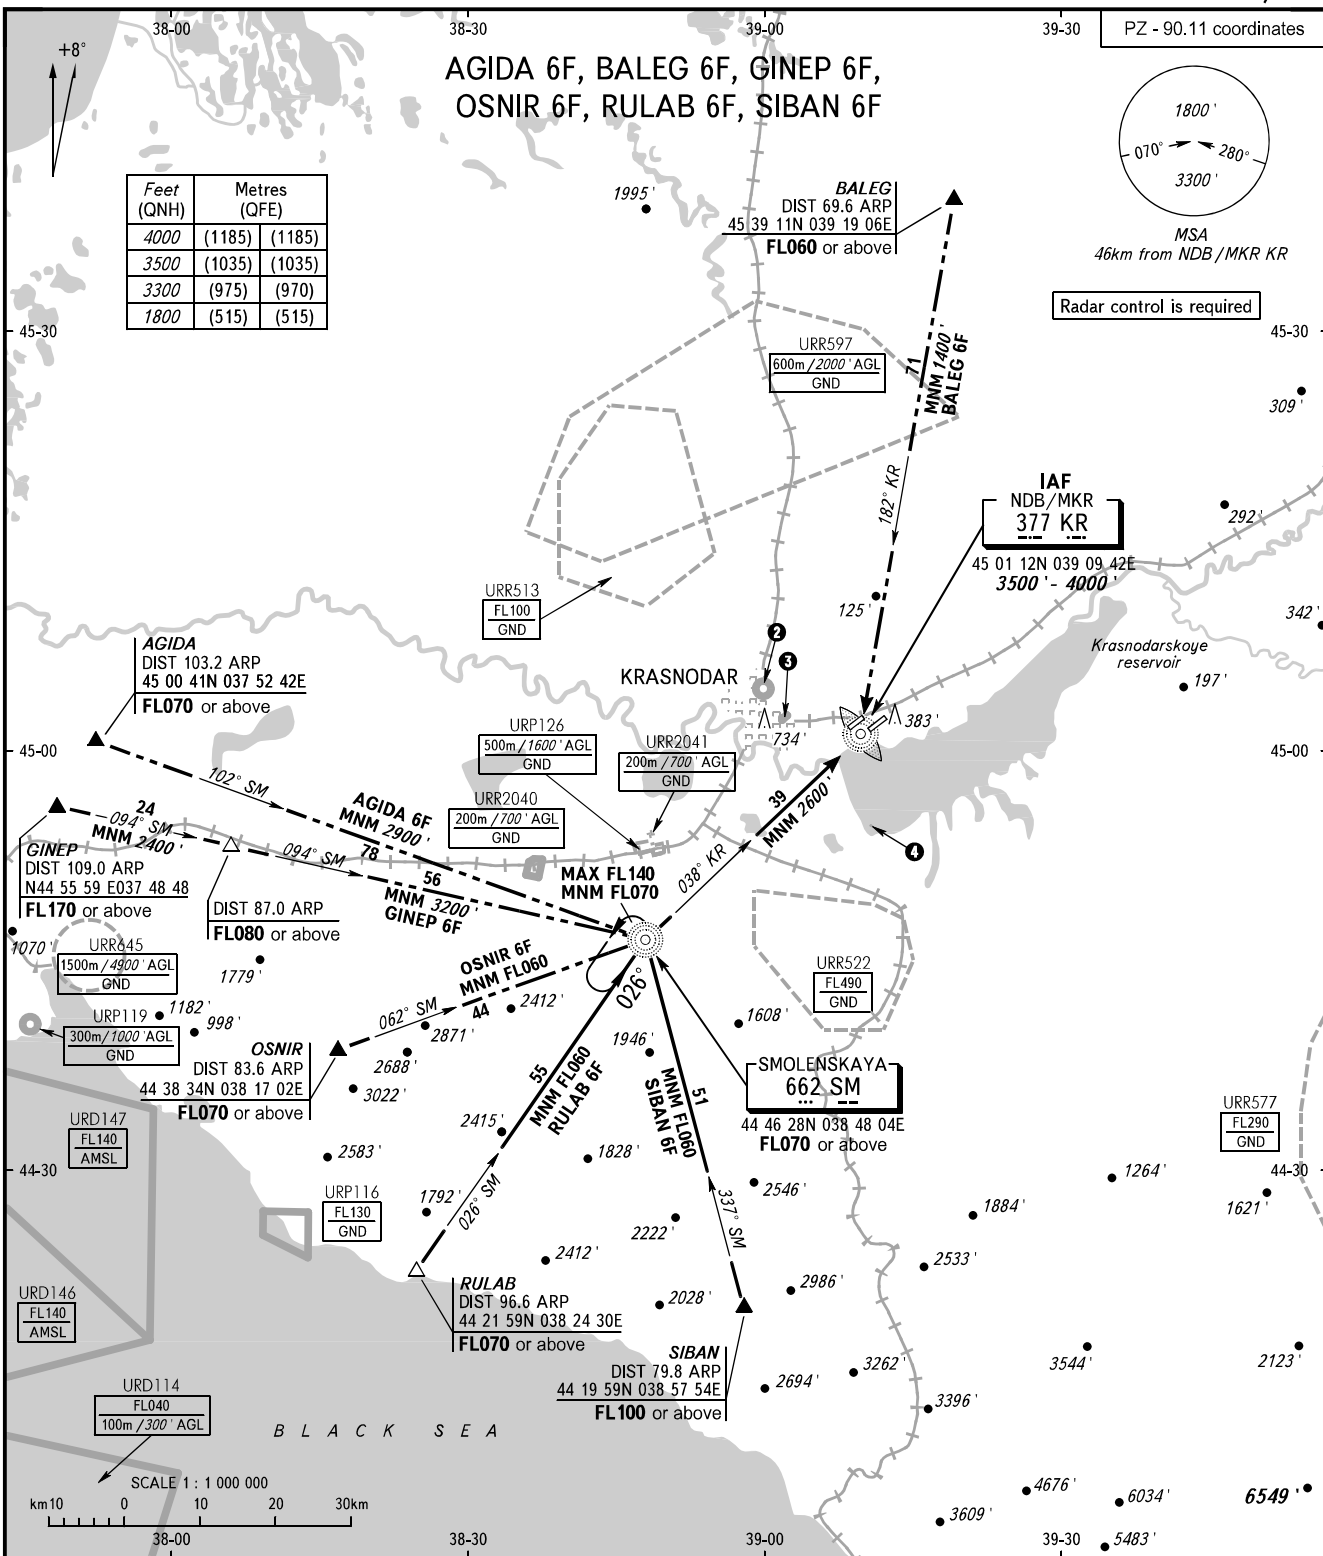 38-00
38-30
39-00
39-30
PZ - 90.11 coordinates
+8°
AGIDA 6F, BALEG 6F, GINEP 6F,
OSNIR 6F, RULAB 6F, SIBAN 6F
1800 '
070°
280°
3300 '
MSA
46km from NDB/MKR KR
Radar control is required
Feet
(QNH)
Metres
(QFE)
4000 (1185) (1185)
3500 (1035) (1035)
3300 (975) (970)
1800 (515) (515)
1995 '
BALEG
DIST 69.6 ARP
45 39 11N 039 19 06E
FL060 or above
45-30
45-30
URR597
600m/2000 ' AGL
GND
71
MNM 1400 '
BALEG 6F
182° KR
309 '
292 '
IAF
NDB/MKR
377 KR
45 01 12N 039 09 42E
3500 ' - 4000 '
URR513
FL100
GND
125 '
342 '
2
3
Krasnodarskoye
reservoir
197 '
AGIDA
DIST 103.2 ARP
45 00 41N 037 52 42E
FL070 or above
KRASNODAR
383 '
734 '
45-00
45-00
URP126
500m/1600 ' AGL
GND
URR2041
200m/700 ' AGL
GND
URR2040
200m/700 ' AGL
GND
102° SM
AGIDA 6F
MNM 2900 '
78
39
MNM 2600 '
038° KR
4
24
094° SM
MNM 2400 '
094° SM
56
MNM 3200 '
GINEP 6F
GINEP
DIST 109.0 ARP
N44 55 59 E037 48 48
FL170 or above
DIST 87.0 ARP
FL080 or above
MAX FL140
MNM FL070
1070 '
URR645
1500m/4900 ' AGL
GND
1779 '
OSNIR 6F
MNM FL060
44
062° SM
026°
URR522
FL490
GND
1182 '
998 '
2412 '
2871 '
2688 '
3022 '
1608 '
1946 '
URP119
300m/1000 ' AGL
GND
OSNIR
DIST 83.6 ARP
44 38 34N 038 17 02E
FL070 or above
55
MNM FL060
RULAB 6F
026° SM
51
MNM FL060
SIBAN 6F
337° SM
SMOLENSKAYA
662 SM
44 46 28N 038 48 04E
FL070 or above
URD147
FL140
AMSL
URR577
FL290
GND
2415 '
2583 '
1828 '
44-30
44-30
1264 '
1621 '
URP116
FL130
GND
1792 '
2546 '
2222 '
1884 '
2412 '
2533 '
2986 '
2028 '
URD146
FL140
AMSL
RULAB
DIST 96.6 ARP
44 21 59N 038 24 30E
FL070 or above
SIBAN
DIST 79.8 ARP
44 19 59N 038 57 54E
FL100 or above
3262 '
3544 '
2123 '
2694 '
3396 '
URD114
FL040
100m/300 ' AGL
BLACK SEA
SCALE 1 : 1 000 000
km10 0 10 20 30km
4676 '
6034 '
6549 '
3609 '
5483 '
38-00
38-30
39-00
39-30